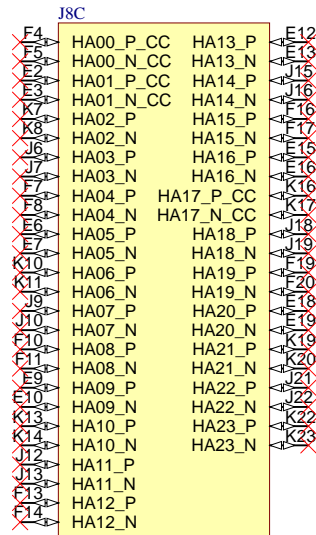 J8C
F4 HA00_P_CC HA13_P E12
F5 HA00_N_CC HA13_N E13
E2 HA01_P_CC HA14_P J15
E3 HA01_N_CC HA14_N J16
K7 HA02_P HA15_P F16
K8 HA02_N HA15_N F17
J6 HA03_P HA16_P E15
J7 HA03_N HA16_N E16
F7 HA04_P HA17_P_CC K16
F8 HA04_N HA17_N_CC K17
E6 HA05_P HA18_P J18
E7 HA05_N HA18_N J19
K10 HA06_P HA19_P F19
K11 HA06_N HA19_N F20
J9 HA07_P HA20_P E18
J10 HA07_N HA20_N E19
F10 HA08_P HA21_P K19
F11 HA08_N HA21_N K20
E9 HA09_P HA22_P J21
E10 HA09_N HA22_N J22
K13 HA10_P HA23_P K22
K14 HA10_N HA23_N K23
J12 HA11_P
J13 HA11_N
F13 HA12_P
F14 HA12_N